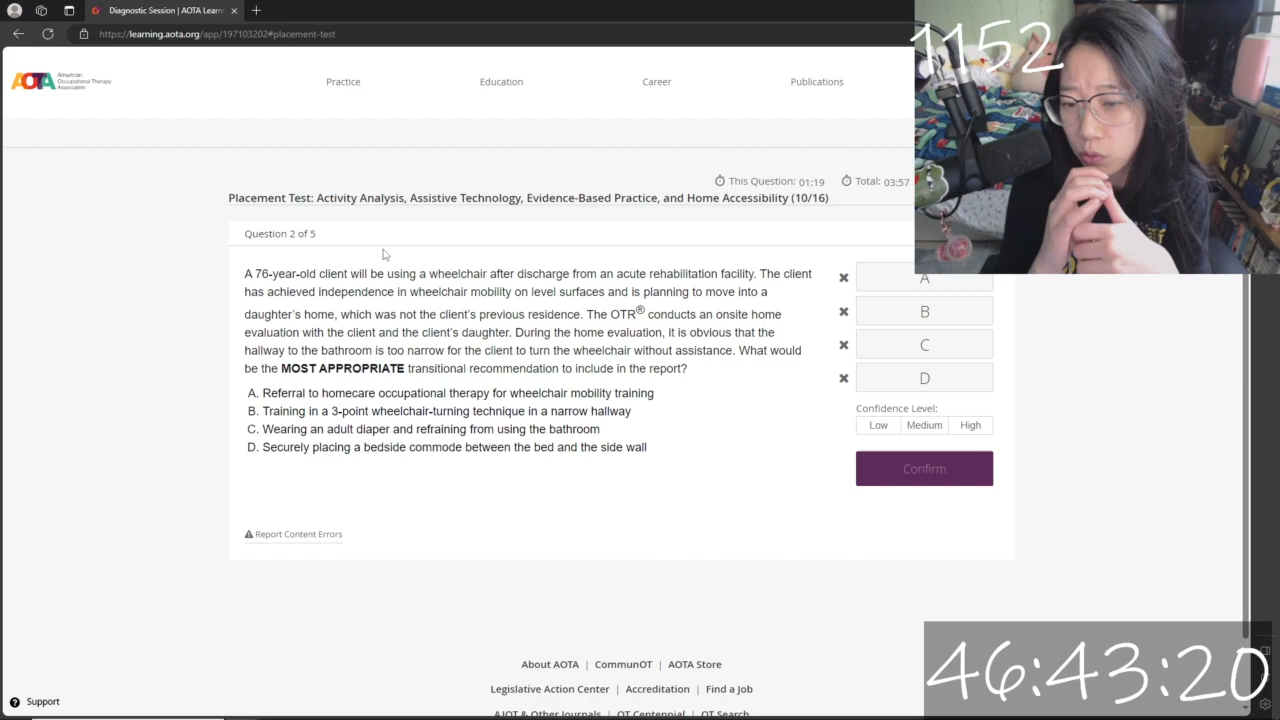 Diagnostic Session | AOTA Learni
https://learning.aota.org/app/197103202#placement-test
1152
AOTA American Occupational Therapy Association
Practice
Education
Career
Publications
This Question: 01:19
Total: 03:57
Placement Test: Activity Analysis, Assistive Technology, Evidence-Based Practice, and Home Accessibility (10/16)
Question 2 of 5
A 76-year-old client will be using a wheelchair after discharge from an acute rehabilitation facility. The client
has achieved independence in wheelchair mobility on level surfaces and is planning to move into a
daughter's home, which was not the client's previous residence. The OTR® conducts an onsite home
evaluation with the client and the client's daughter. During the home evaluation, it is obvious that the
hallway to the bathroom is too narrow for the client to turn the wheelchair without assistance. What would
be the MOST APPROPRIATE transitional recommendation to include in the report?
A. Referral to homecare occupational therapy for wheelchair mobility training
B. Training in a 3-point wheelchair-turning technique in a narrow hallway
C. Wearing an adult diaper and refraining from using the bathroom
D. Securely placing a bedside commode between the bed and the side wall
A
B
C
D
Confidence Level:
Low
Medium
High
Confirm
Report Content Errors
About AOTA | CommunOT | AOTA Store
Legislative Action Center | Accreditation | Find a Job
AJOT & Other Journals | OT Centennial | OT Search
Support
46:43:20